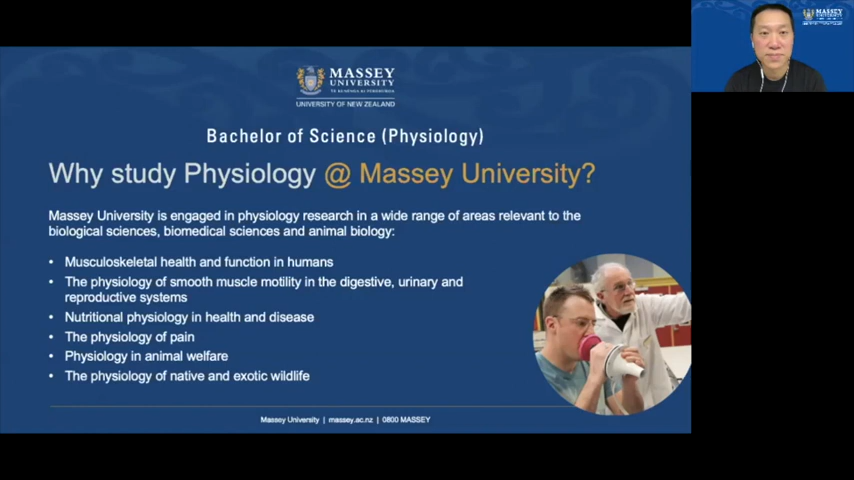 MASSEY
UNIVERSITY
TE KUNENGA KI PŪREHUROA
UNIVERSITY OF NEW ZEALAND
Bachelor of Science (Physiology)
Why study Physiology @ Massey University?
Massey University is engaged in physiology research in a wide range of areas relevant to the
biological sciences, biomedical sciences and animal biology:
• Musculoskeletal health and function in humans
• The physiology of smooth muscle motility in the digestive, urinary and
reproductive systems
• Nutritional physiology in health and disease
• The physiology of pain
• Physiology in animal welfare
• The physiology of native and exotic wildlife
Massey University | massey.ac.nz | 0800 MASSEY
MASSEY
UNIVERSITY